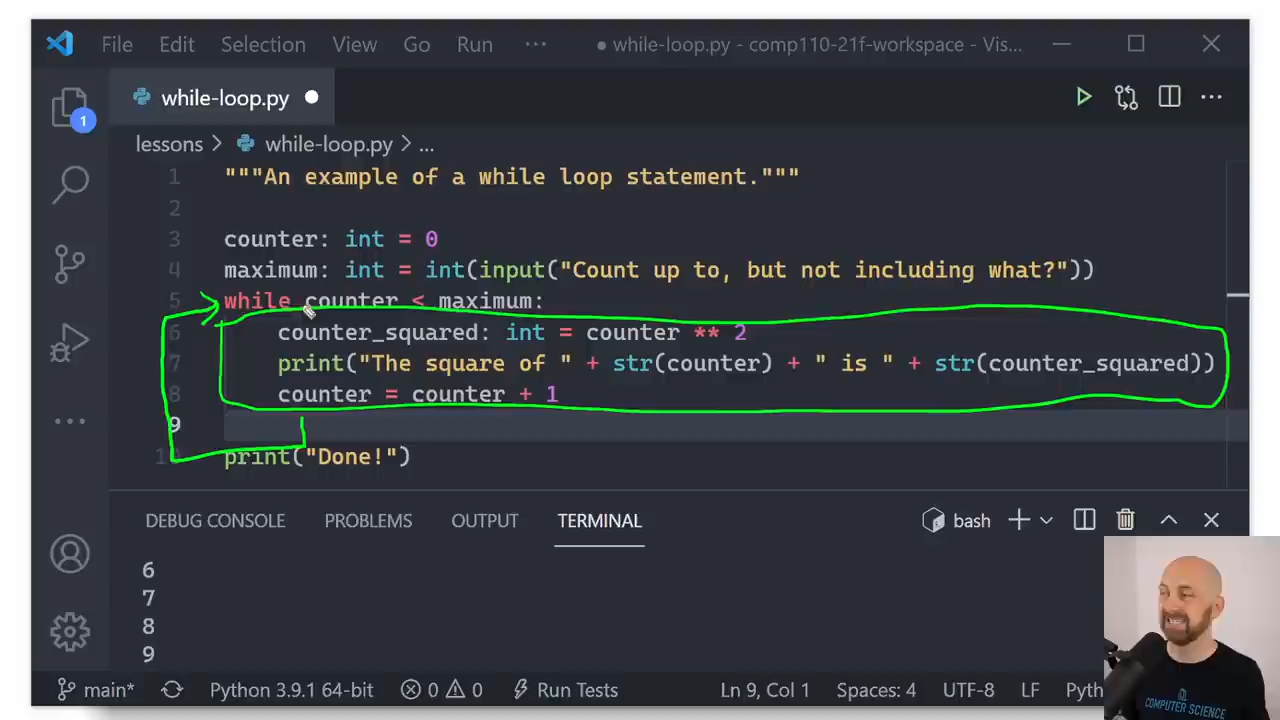 File Edit Selection View Go Run ··· ● while-loop.py - comp110-21f-workspace - Vis...
while-loop.py ●
1
lessons > while-loop.py > ...
1 """An example of a while loop statement."""
2
3 counter: int = 0
4 maximum: int = int(input("Count up to, but not including what?"))
5 while counter < maximum:
6 counter_squared: int = counter ** 2
7 print("The square of " + str(counter) + " is " + str(counter_squared))
8 counter = counter + 1
9
10 print("Done!")
DEBUG CONSOLE PROBLEMS OUTPUT TERMINAL bash
6
7
8
9
main* Python 3.9.1 64-bit 0 0 Run Tests Ln 9, Col 1 Spaces: 4 UTF-8 LF Pyth
COMPUTER SCIENCE